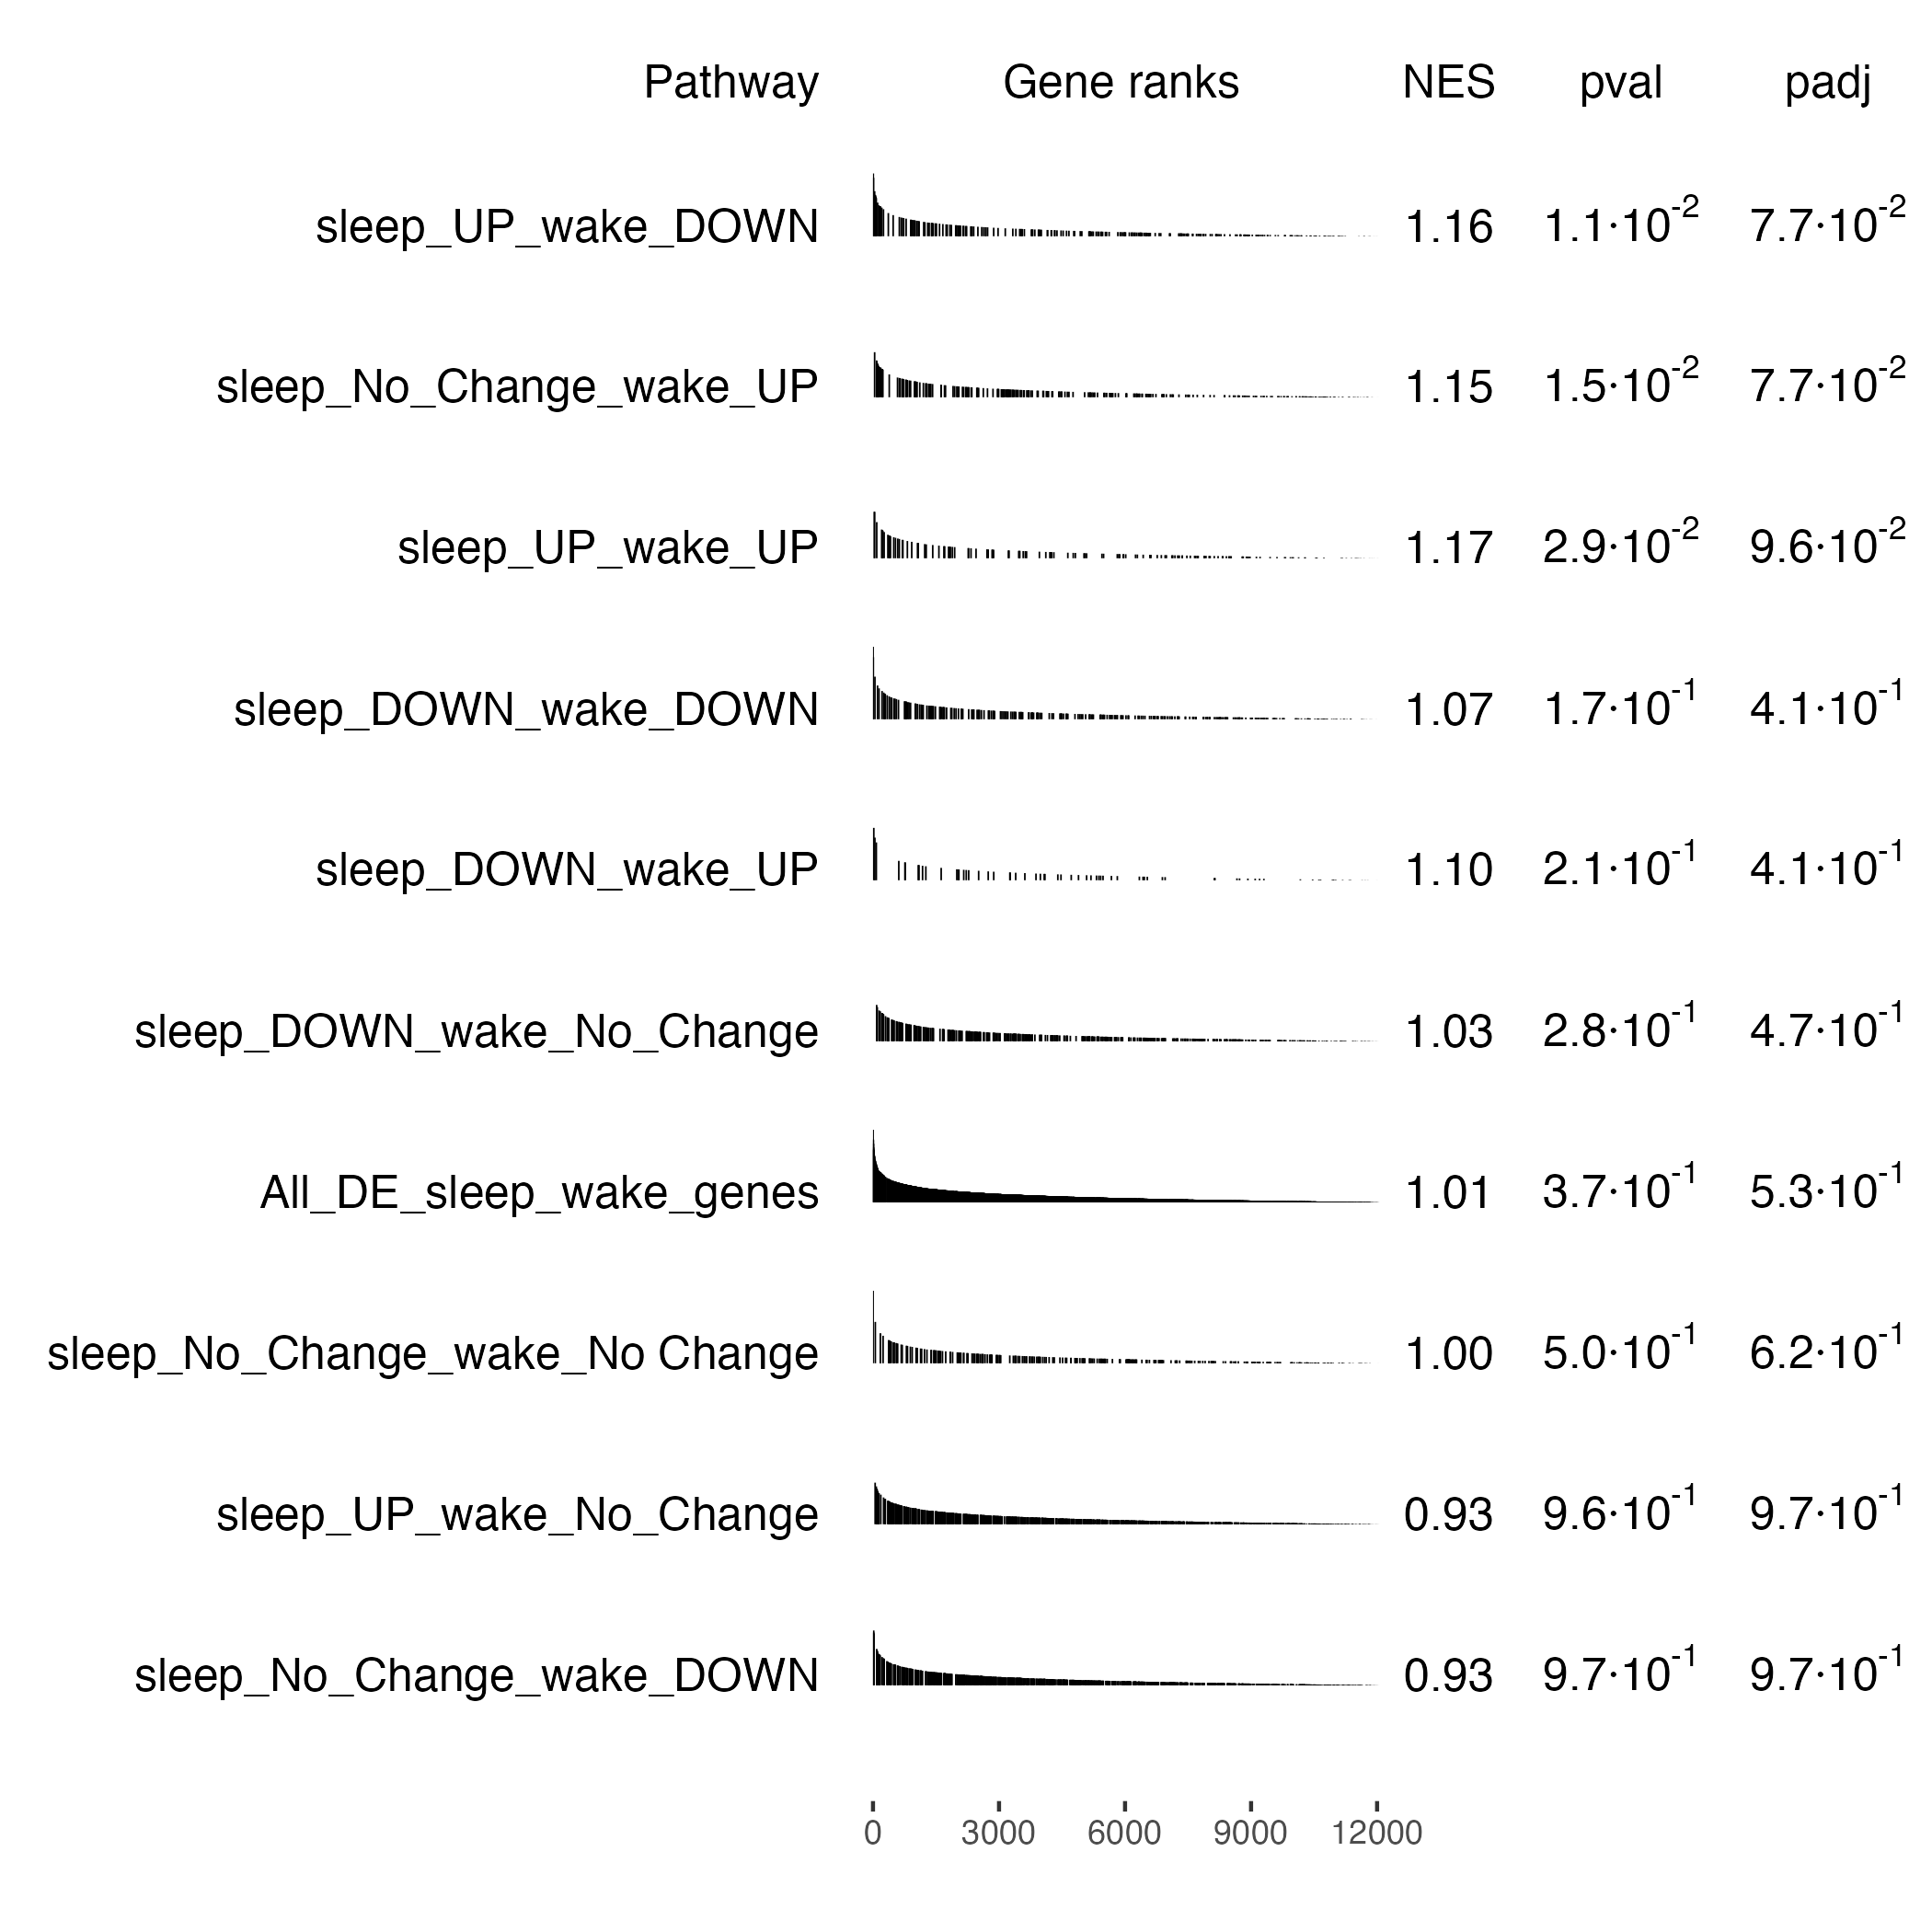 Pathway Gene ranks NES pval padj
sleep_UP_wake_DOWN 1.16 1.1·10⁻² 7.7·10⁻²
sleep_No_Change_wake_UP 1.15 1.5·10⁻² 7.7·10⁻²
sleep_UP_wake_UP 1.17 2.9·10⁻² 9.6·10⁻²
sleep_DOWN_wake_DOWN 1.07 1.7·10⁻¹ 4.1·10⁻¹
sleep_DOWN_wake_UP 1.10 2.1·10⁻¹ 4.1·10⁻¹
sleep_DOWN_wake_No_Change 1.03 2.8·10⁻¹ 4.7·10⁻¹
All_DE_sleep_wake_genes 1.01 3.7·10⁻¹ 5.3·10⁻¹
sleep_No_Change_wake_No Change 1.00 5.0·10⁻¹ 6.2·10⁻¹
sleep_UP_wake_No_Change 0.93 9.6·10⁻¹ 9.7·10⁻¹
sleep_No_Change_wake_DOWN 0.93 9.7·10⁻¹ 9.7·10⁻¹
0 3000 6000 9000 12000